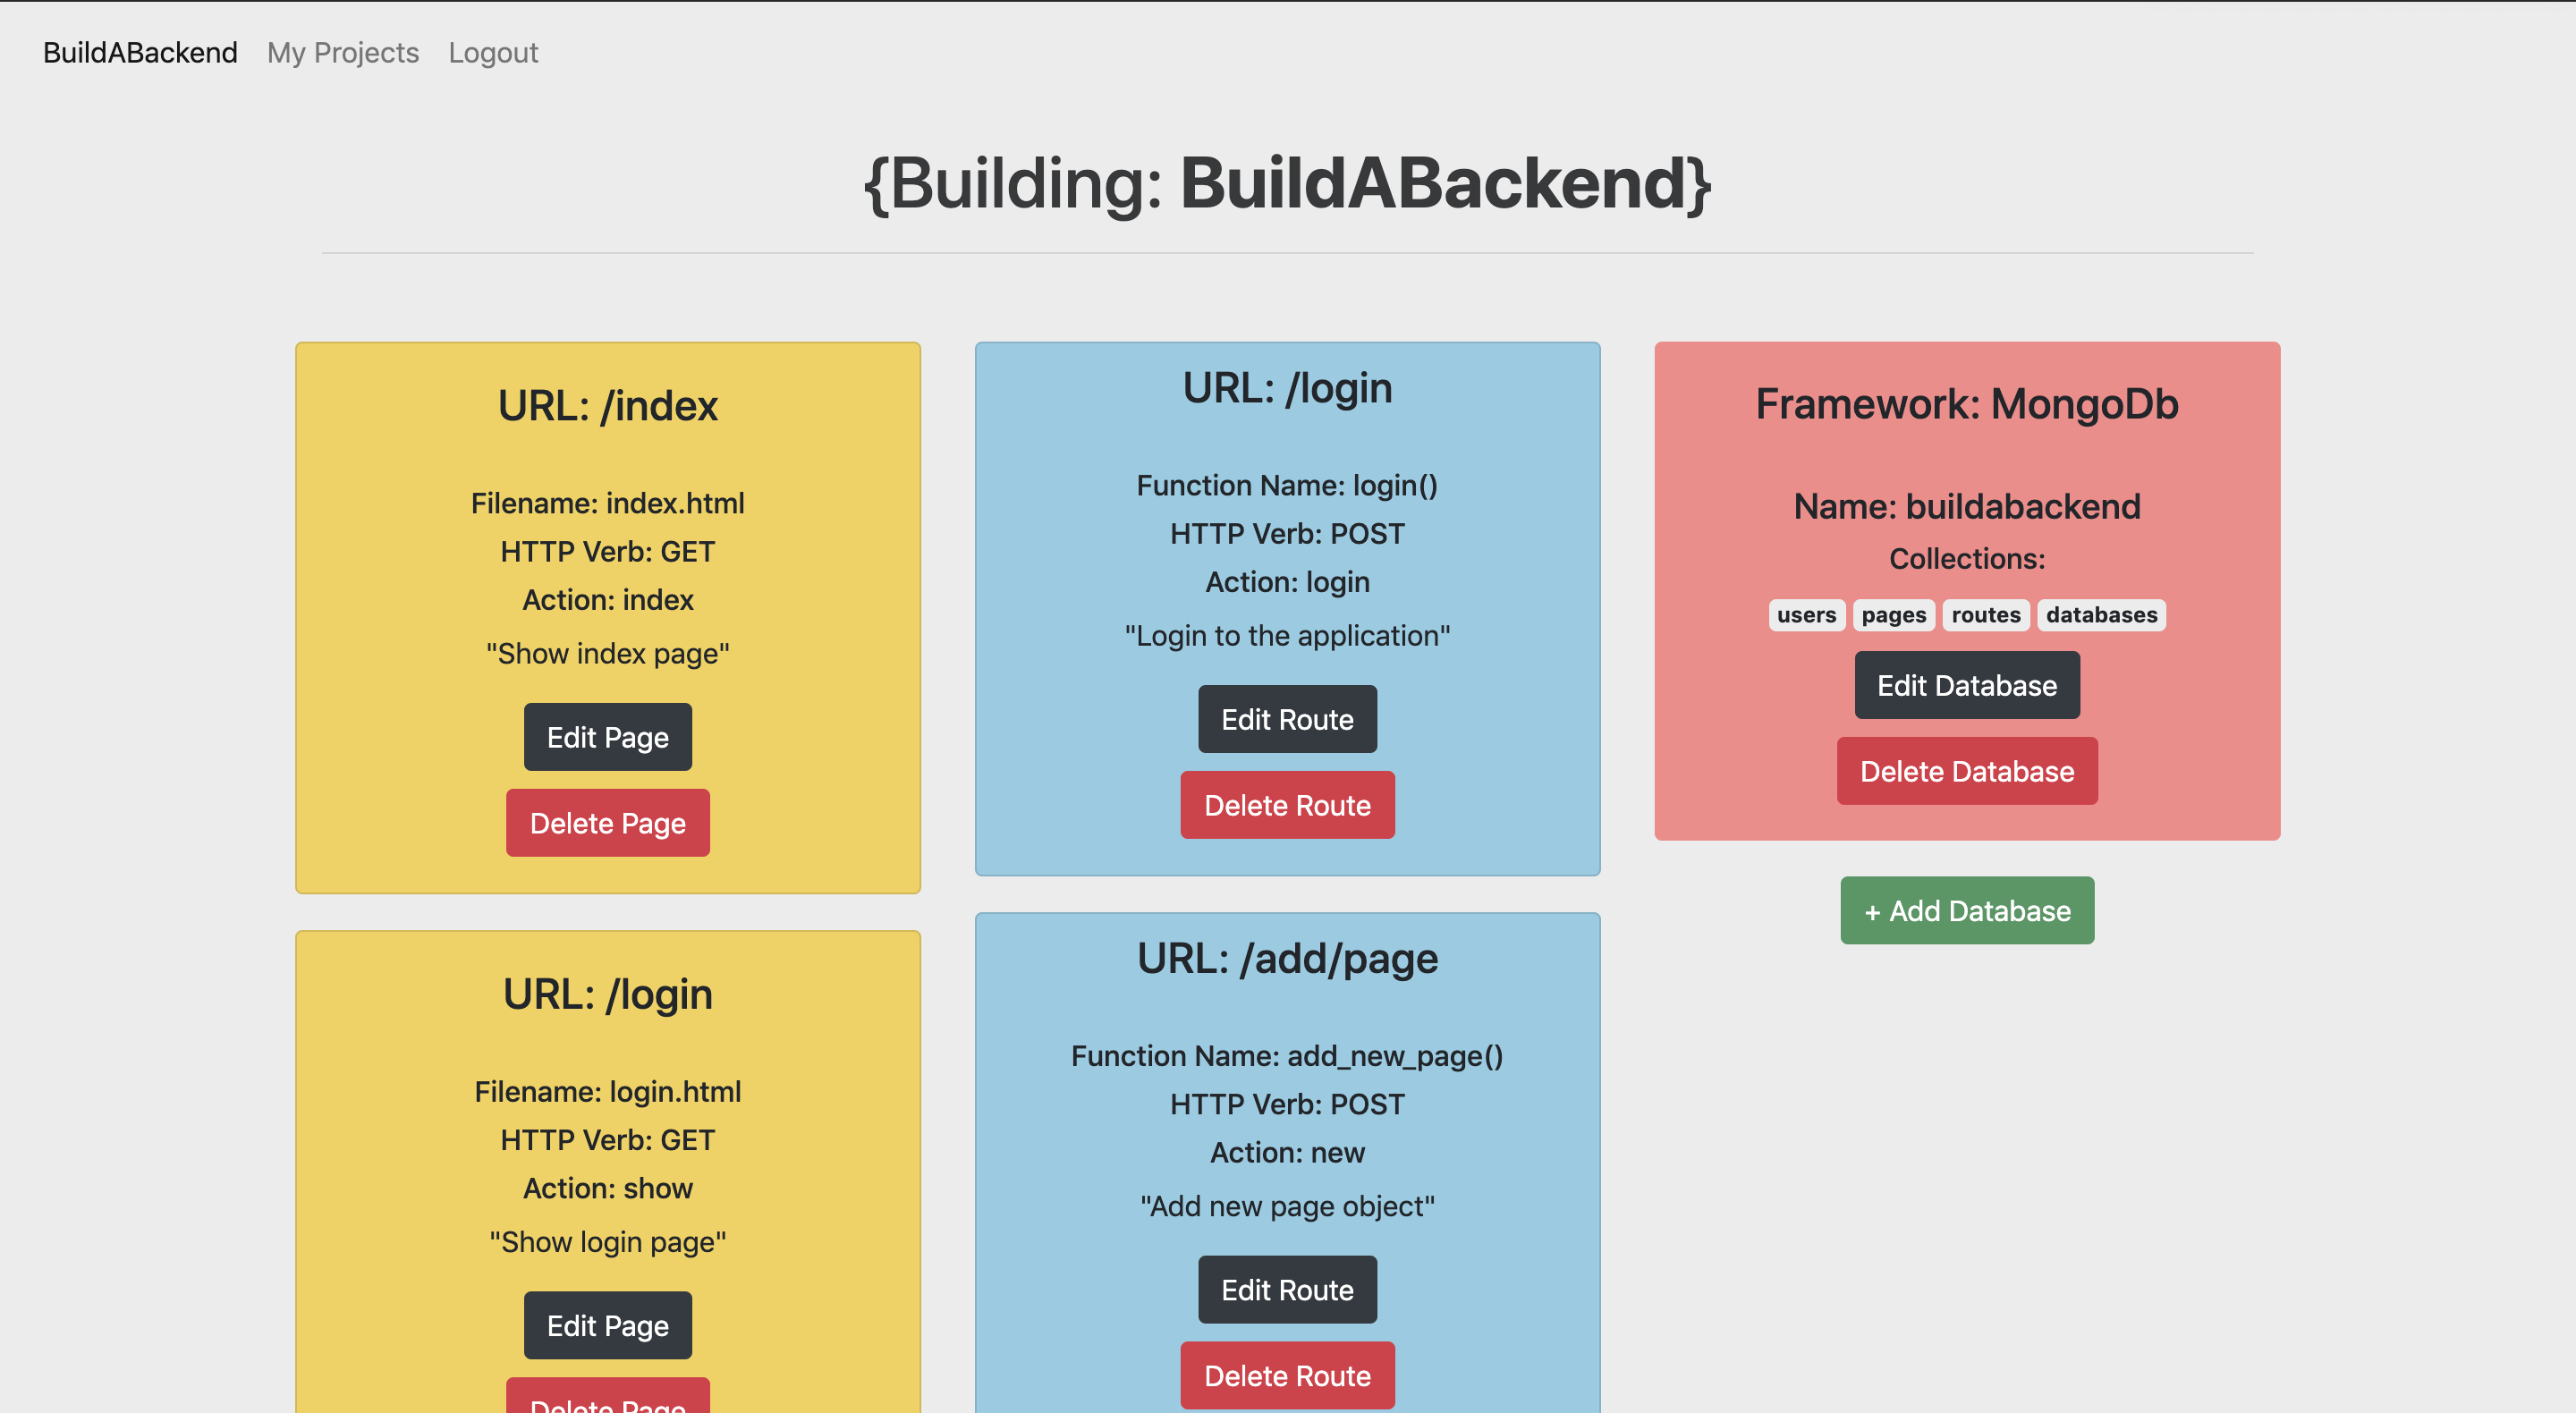 BuildABackend My Projects Logout
{Building: BuildABackend}
URL: /index
Filename: index.html
HTTP Verb: GET
Action: index
"Show index page"
Edit Page
Delete Page
URL: /login
Filename: login.html
HTTP Verb: GET
Action: show
"Show login page"
Edit Page
Delete Page
URL: /login
Function Name: login()
HTTP Verb: POST
Action: login
"Login to the application"
Edit Route
Delete Route
URL: /add/page
Function Name: add_new_page()
HTTP Verb: POST
Action: new
"Add new page object"
Edit Route
Delete Route
Framework: MongoDb
Name: buildabackend
Collections:
users pages routes databases
Edit Database
Delete Database
+ Add Database